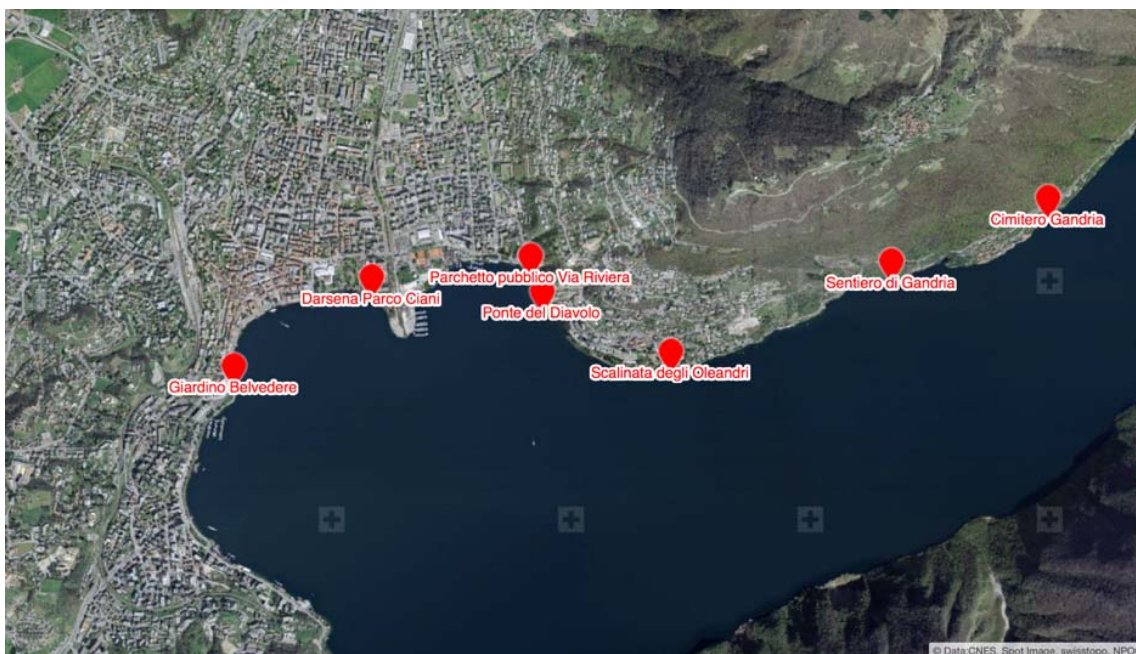 Cimitero Gandria
Parchetto pubblico Via Riviera
Sentiero di Gandria
Darsena Parco Ciani
Ponte del Diavolo
Scalinata degli Oleandri
Giardino Belvedere
© Data:CNES, Spot Image, swisstopo, NPO